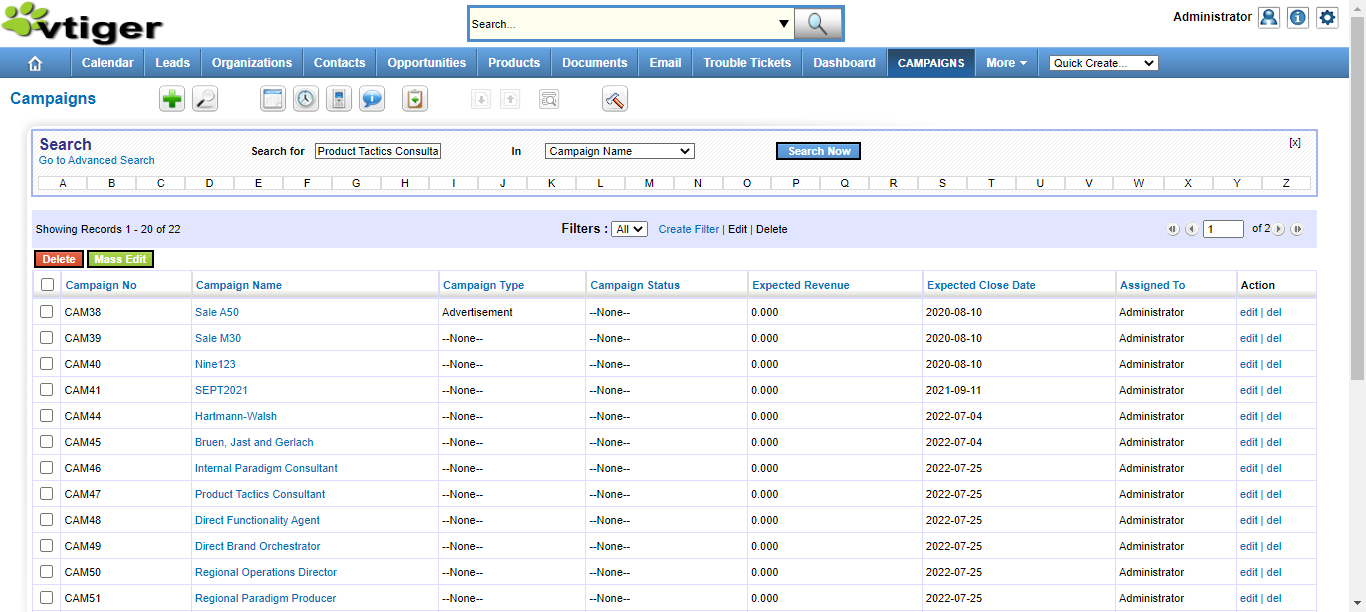 vtiger
Search...
Administrator
Calendar Leads Organizations Contacts Opportunities Products Documents Email Trouble Tickets Dashboard CAMPAIGNS More Quick Create...
Campaigns
Search
Go to Advanced Search
Search for Product Tactics Consulta In Campaign Name Search Now
[x]
A B C D E F G H I J K L M N O P Q R S T U V W X Y Z
Showing Records 1 - 20 of 22 Filters : All Create Filter | Edit | Delete 1 of 2
Delete Mass Edit
Campaign No Campaign Name Campaign Type Campaign Status Expected Revenue Expected Close Date Assigned To Action
CAM38 Sale A50 Advertisement --None-- 0.000 2020-08-10 Administrator edit | del
CAM39 Sale M30 --None-- --None-- 0.000 2020-08-10 Administrator edit | del
CAM40 Nine123 --None-- --None-- 0.000 2020-08-10 Administrator edit | del
CAM41 SEPT2021 --None-- --None-- 0.000 2021-09-11 Administrator edit | del
CAM44 Hartmann-Walsh --None-- --None-- 0.000 2022-07-04 Administrator edit | del
CAM45 Bruen, Jast and Gerlach --None-- --None-- 0.000 2022-07-04 Administrator edit | del
CAM46 Internal Paradigm Consultant --None-- --None-- 0.000 2022-07-25 Administrator edit | del
CAM47 Product Tactics Consultant --None-- --None-- 0.000 2022-07-25 Administrator edit | del
CAM48 Direct Functionality Agent --None-- --None-- 0.000 2022-07-25 Administrator edit | del
CAM49 Direct Brand Orchestrator --None-- --None-- 0.000 2022-07-25 Administrator edit | del
CAM50 Regional Operations Director --None-- --None-- 0.000 2022-07-25 Administrator edit | del
CAM51 Regional Paradigm Producer --None-- --None-- 0.000 2022-07-25 Administrator edit | del